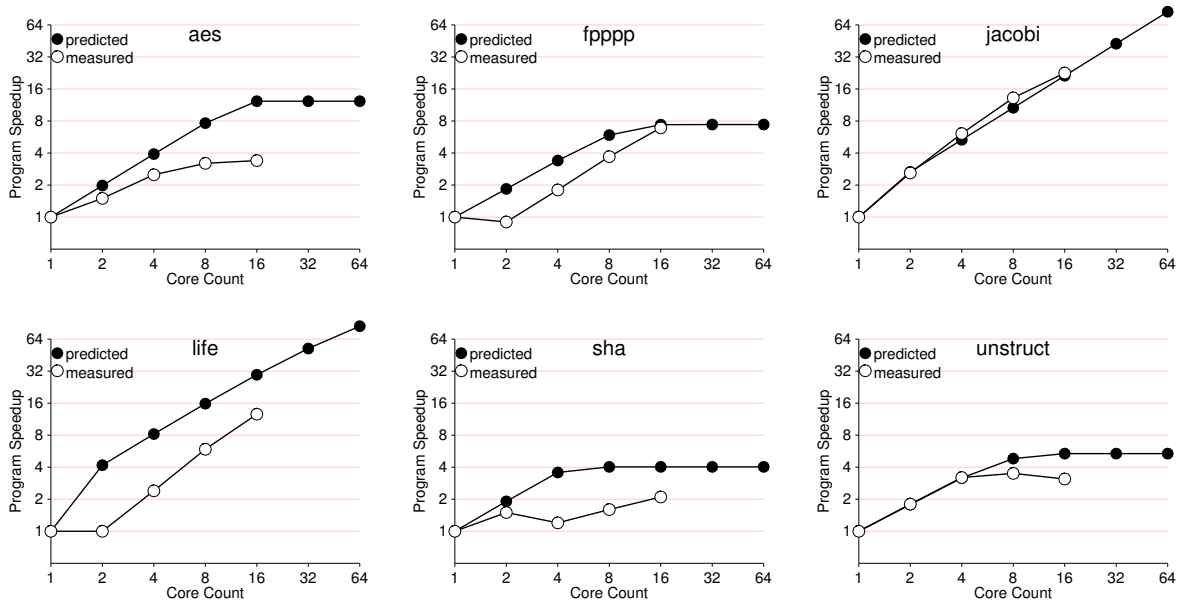 aes
predicted
measured
Program Speedup
64
32
16
8
4
2
1
1 2 4 8 16 32 64
Core Count
fpppp
predicted
measured
Program Speedup
64
32
16
8
4
2
1
1 2 4 8 16 32 64
Core Count
jacobi
predicted
measured
Program Speedup
64
32
16
8
4
2
1
1 2 4 8 16 32 64
Core Count
life
predicted
measured
Program Speedup
64
32
16
8
4
2
1
1 2 4 8 16 32 64
Core Count
sha
predicted
measured
Program Speedup
64
32
16
8
4
2
1
1 2 4 8 16 32 64
Core Count
unstruct
predicted
measured
Program Speedup
64
32
16
8
4
2
1
1 2 4 8 16 32 64
Core Count